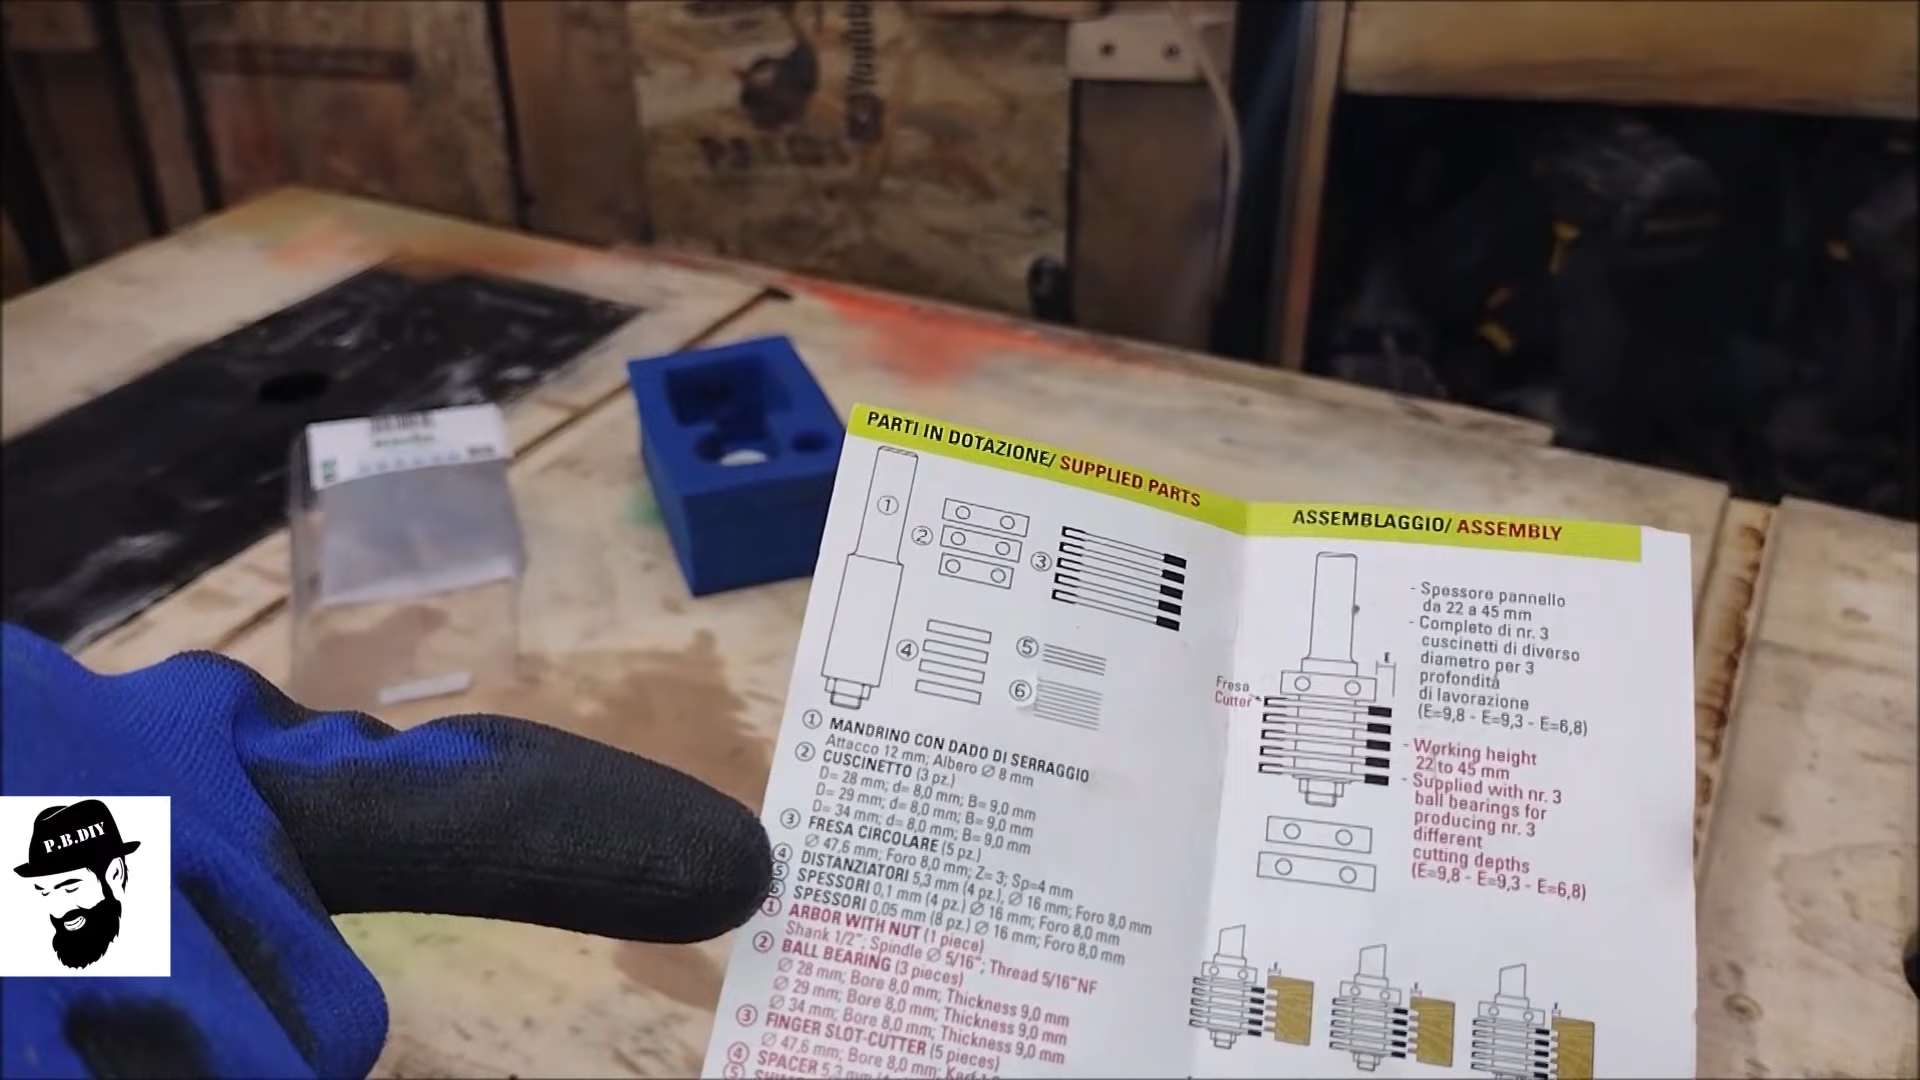 @Youtube
P.B.DIY
PARTI IN DOTAZIONE/ SUPPLIED PARTS
1
2
3
4
5
6
① MANDRINO CON DADO DI SERRAGGIO
Attacco 12 mm; Albero Ø 8 mm
② CUSCINETTO (3 pz.)
D= 28 mm; d= 8,0 mm; B= 9,0 mm
D= 29 mm; d= 8,0 mm; B= 9,0 mm
D= 34 mm; d= 8,0 mm; B= 9,0 mm
③ FRESA CIRCOLARE (5 pz.)
Ø 47,6 mm; Foro 8,0 mm; Z= 3; Sp=4 mm
④ DISTANZIATORI 5,3 mm (4 pz.), Ø 16 mm; Foro 8,0 mm
⑤ SPESSORI 0,1 mm (4 pz.) Ø 16 mm; Foro 8,0 mm
⑥ SPESSORI 0,05 mm (8 pz.) Ø 16 mm; Foro 8,0 mm
① ARBOR WITH NUT (1 piece)
Shank 1/2"; Spindle Ø 5/16"; Thread 5/16"NF
② BALL BEARING (3 pieces)
Ø 28 mm; Bore 8,0 mm; Thickness 9,0 mm
Ø 29 mm; Bore 8,0 mm; Thickness 9,0 mm
Ø 34 mm; Bore 8,0 mm; Thickness 9,0 mm
③ FINGER SLOT-CUTTER (5 pieces)
Ø 47,6 mm; Bore 8,0 mm; Kerf
④ SPACER 5,3 mm
⑤
ASSEMBLAGGIO/ ASSEMBLY
E
Fresa
Cutter
- Spessore pannello
da 22 a 45 mm
- Completo di nr. 3
cuscinetti di diverso
diametro per 3
profondità
di lavorazione
(E=9,8 - E=9,3 - E=6,8)
- Working height
22 to 45 mm
- Supplied with nr. 3
ball bearings for
producing nr. 3
different
cutting depths
(E=9,8 - E=9,3 - E=6,8)
E
E
E